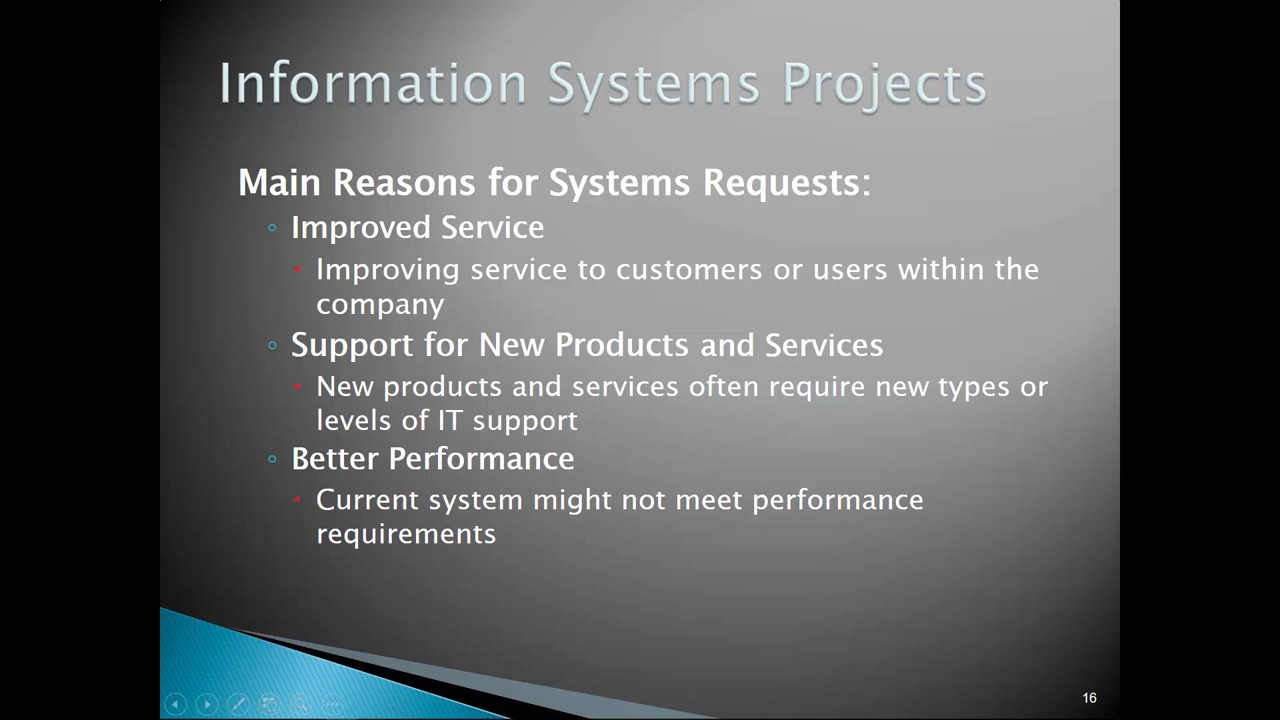 Information Systems Projects
Main Reasons for Systems Requests:
Improved Service
Improving service to customers or users within the
company
Support for New Products and Services
New products and services often require new types or
levels of IT support
Better Performance
Current system might not meet performance
requirements
16